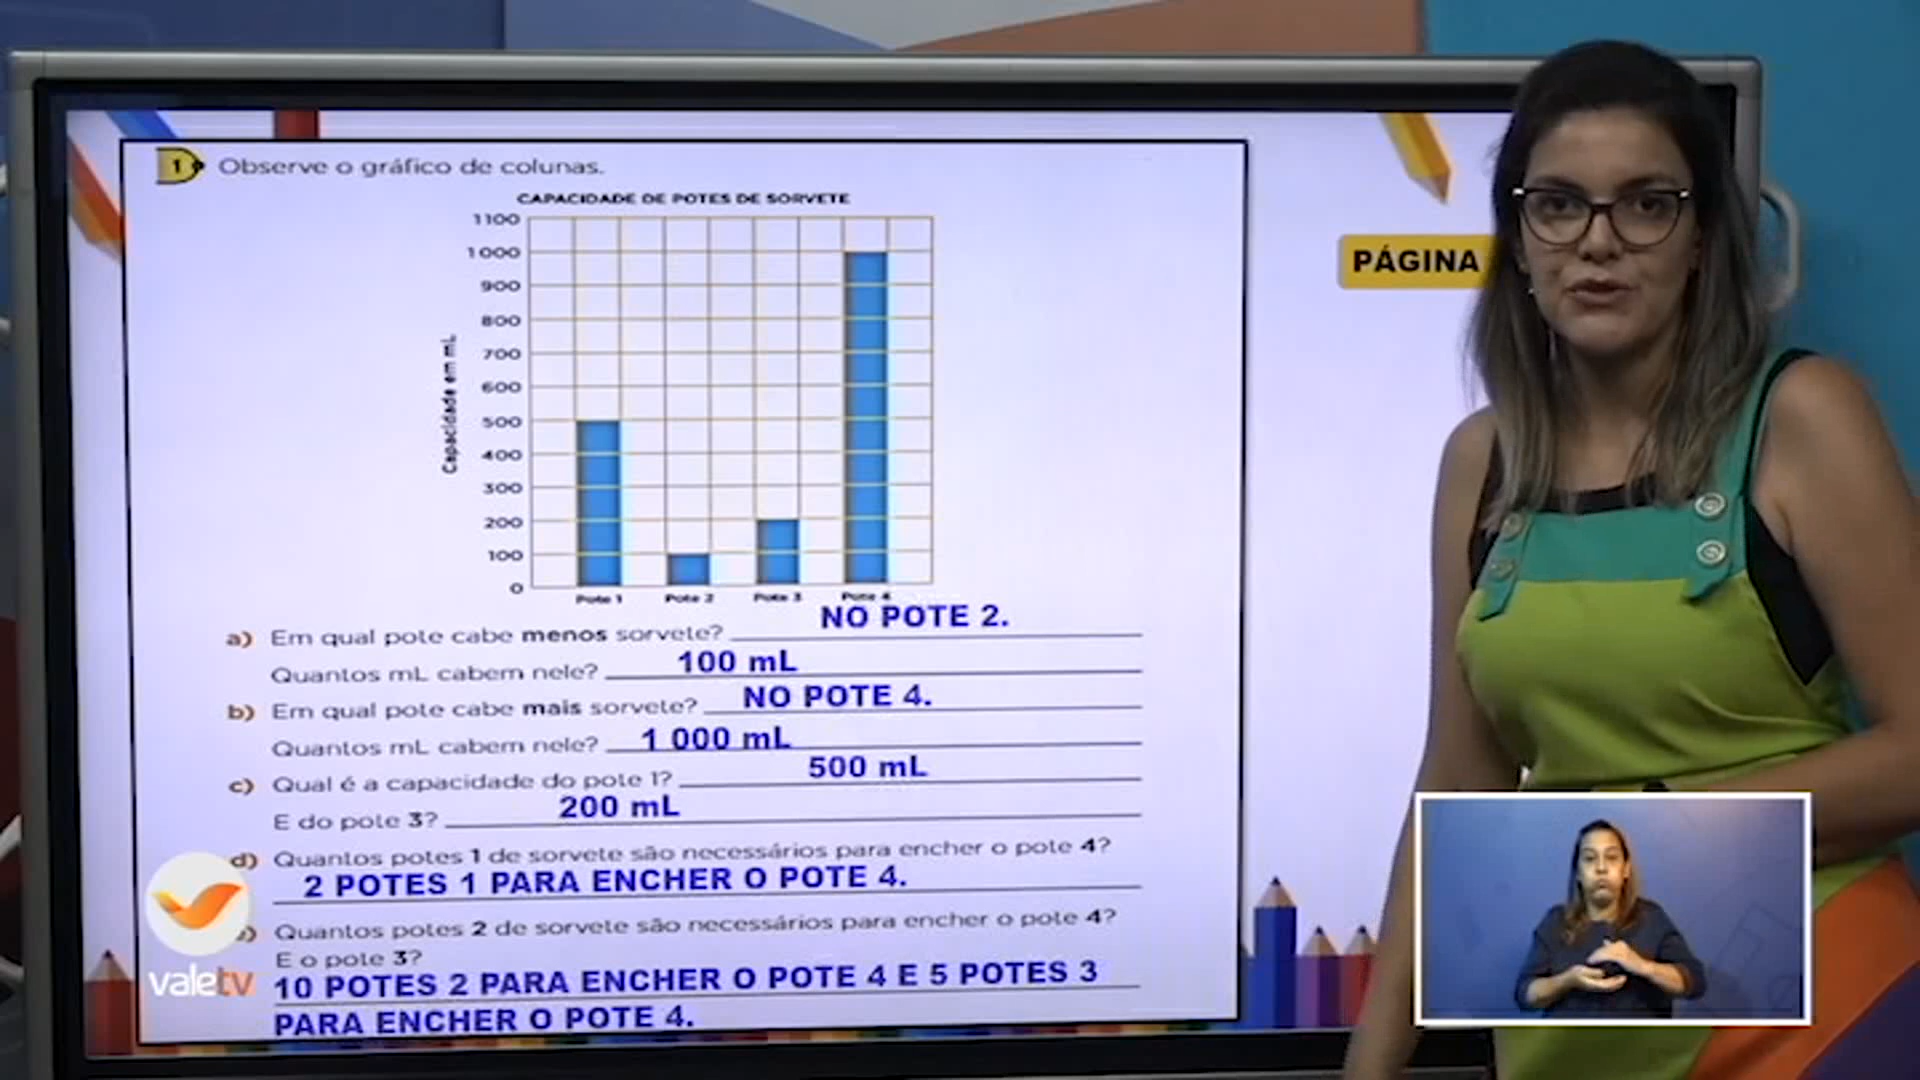 1 Observe o gráfico de colunas.
CAPACIDADE DE POTES DE SORVETE
Capacidade em mL
1100
1000
900
800
700
600
500
400
300
200
100
0
Pote 1 Pote 2 Pote 3 Pote 4
a) Em qual pote cabe menos sorvete? NO POTE 2.
Quantos mL cabem nele? 100 mL
b) Em qual pote cabe mais sorvete? NO POTE 4.
Quantos mL cabem nele? 1 000 mL
c) Qual é a capacidade do pote 1? 500 mL
E do pote 3? 200 mL
d) Quantos potes 1 de sorvete são necessários para encher o pote 4?
2 POTES 1 PARA ENCHER O POTE 4.
Quantos potes 2 de sorvete são necessários para encher o pote 4?
E o pote 3?
10 POTES 2 PARA ENCHER O POTE 4 E 5 POTES 3
PARA ENCHER O POTE 4.
PÁGINA
valetv